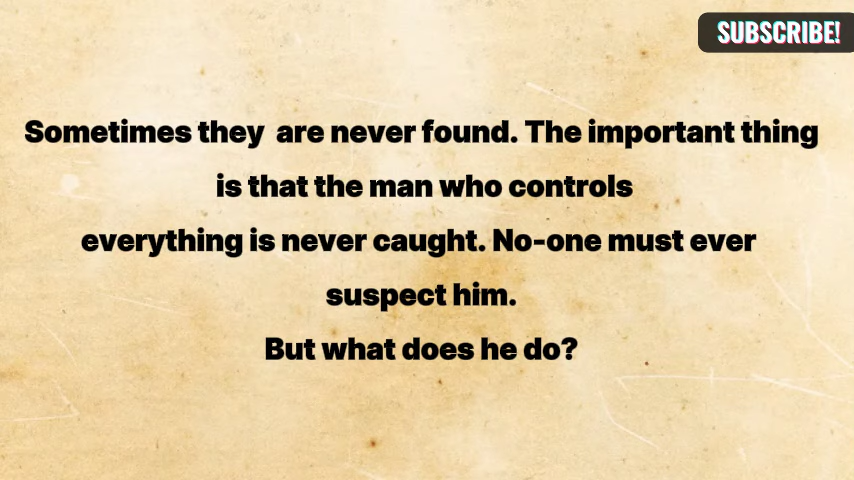 SUBSCRIBE!
Sometimes they are never found. The important thing
is that the man who controls
everything is never caught. No-one must ever
suspect him.
But what does he do?